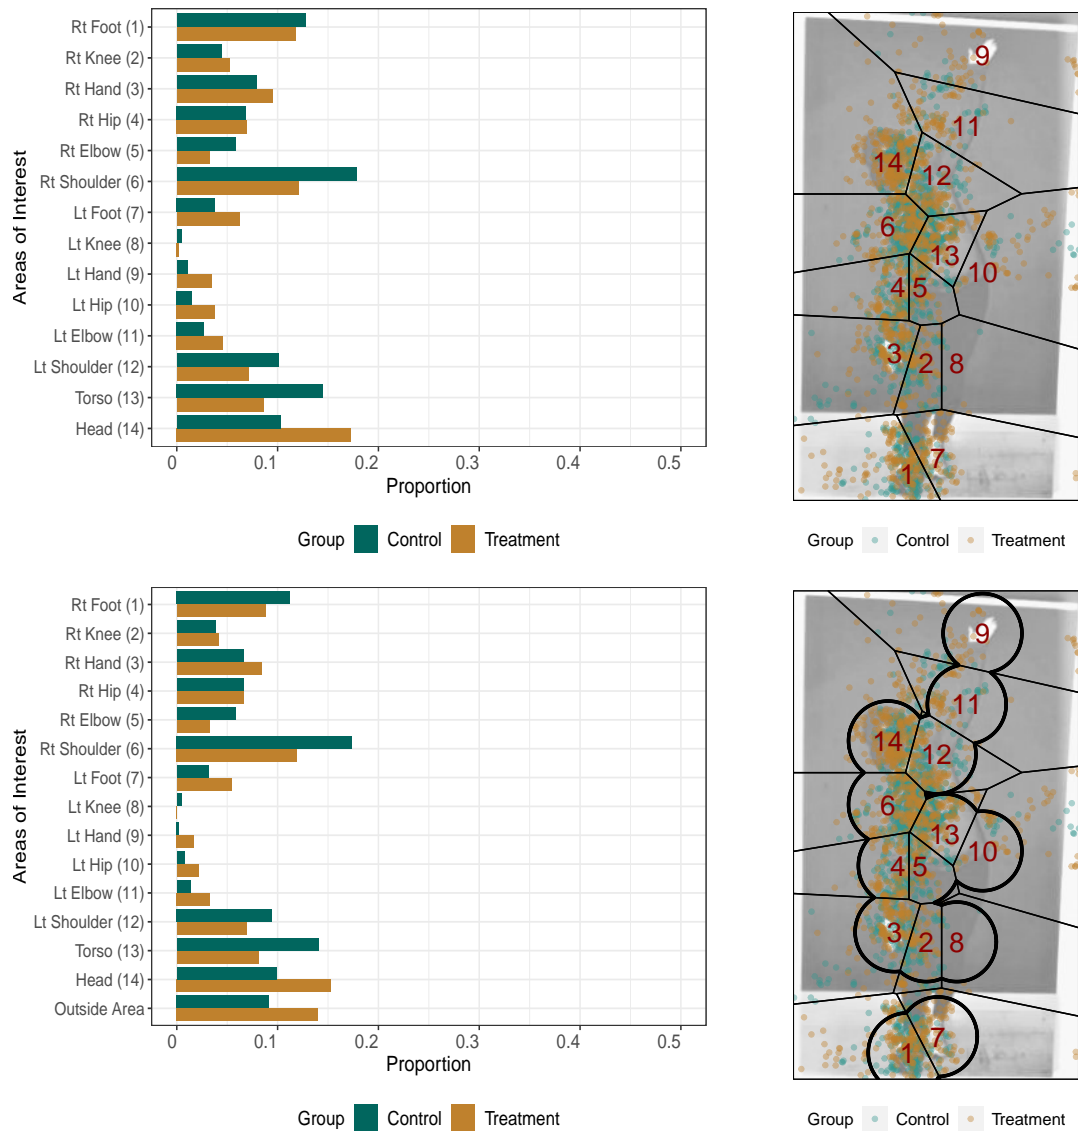 Areas of Interest
Rt Foot (1)
Rt Knee (2)
Rt Hand (3)
Rt Hip (4)
Rt Elbow (5)
Rt Shoulder (6)
Lt Foot (7)
Lt Knee (8)
Lt Hand (9)
Lt Hip (10)
Lt Elbow (11)
Lt Shoulder (12)
Torso (13)
Head (14)
0 0.1 0.2 0.3 0.4 0.5
Proportion
Group Control Treatment
9
11
14 12
6
13
10
4 5
3 2 8
7
1
Group Control Treatment
Areas of Interest
Rt Foot (1)
Rt Knee (2)
Rt Hand (3)
Rt Hip (4)
Rt Elbow (5)
Rt Shoulder (6)
Lt Foot (7)
Lt Knee (8)
Lt Hand (9)
Lt Hip (10)
Lt Elbow (11)
Lt Shoulder (12)
Torso (13)
Head (14)
Outside Area
0 0.1 0.2 0.3 0.4 0.5
Proportion
Group Control Treatment
9
11
14 12
6
13
10
4 5
3 2 8
7
1
Group Control Treatment